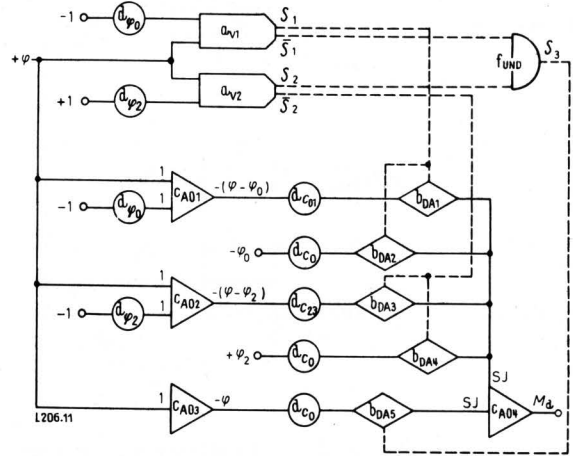 -1 d_φ0 a_V1 S_1
S̄_1
+φ S_2
+1 d_φ2 a_V2 S̄_2
f_UND S_3
1 c_A01 -(φ-φ_0) d_C01 b_DA1
-1 d_φ0 1
-φ_0 d_C0 b_DA2
1 c_A02 -(φ-φ_2) d_C23 b_DA3
-1 d_φ2 1
+φ_2 d_C0 b_DA4
SJ
1 c_A03 -φ d_C0 b_DA5 SJ c_A04 M_d
L206.11